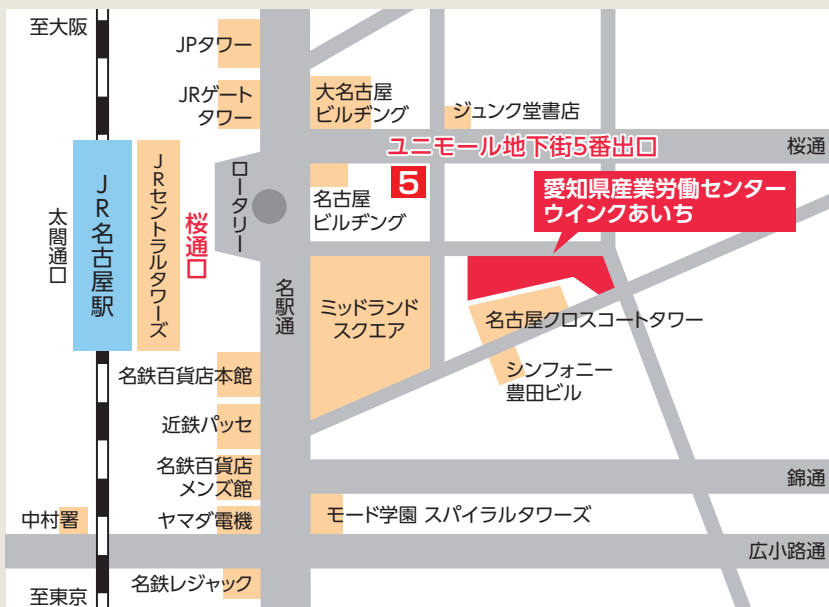 至大阪
JPタワー
JRゲート
タワー
大名古屋
ビルヂング
ジュンク堂書店
ユニモール地下街5番出口
桜通
5
名古屋
ビルヂング
愛知県産業労働センター
ウインクあいち
ロータリー
JRセントラルタワーズ
桜通口
JR名古屋駅
太閤通口
名駅通
ミッドランド
スクエア
名古屋クロスコートタワー
シンフォニー
豊田ビル
名鉄百貨店本館
近鉄パッセ
名鉄百貨店
メンズ館
錦通
中村署
ヤマダ電機
モード学園 スパイラルタワーズ
広小路通
名鉄レジャック
至東京